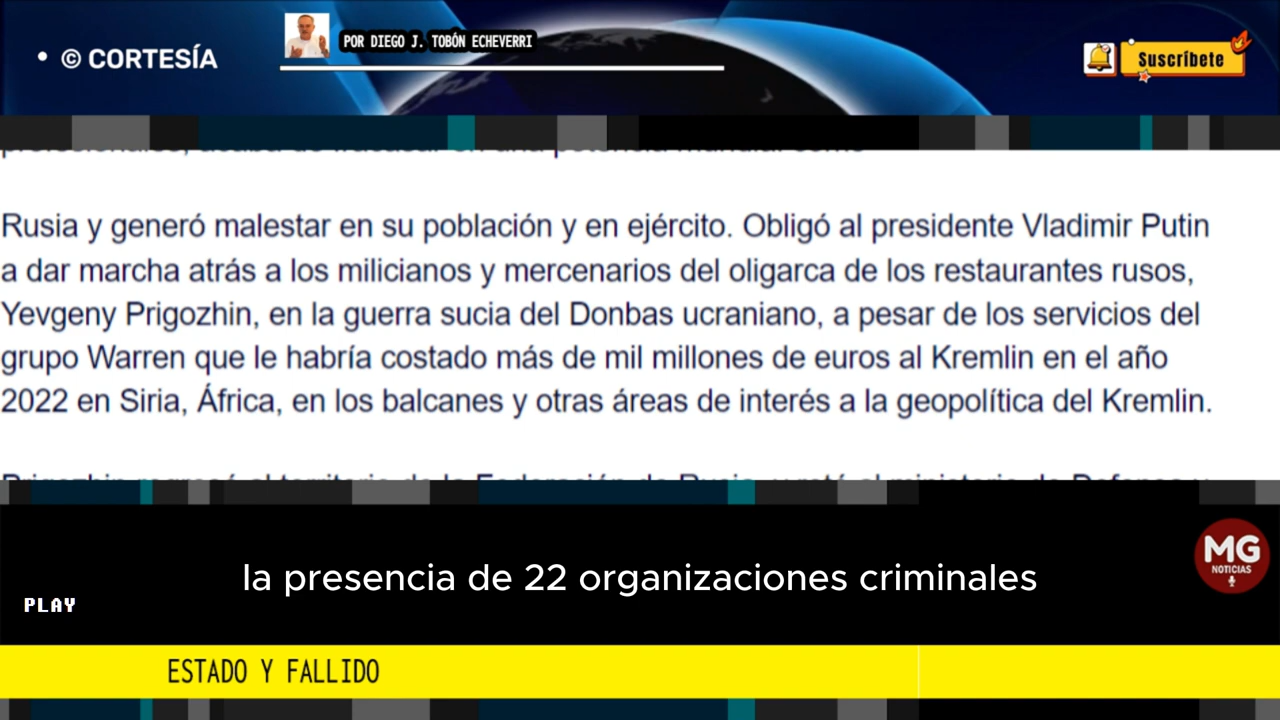 • © CORTESÍA
POR DIEGO J. TOBÓN ECHEVERRI
Suscríbete
Rusia y generó malestar en su población y en ejército. Obligó al presidente Vladimir Putin
a dar marcha atrás a los milicianos y mercenarios del oligarca de los restaurantes rusos,
Yevgeny Prigozhin, en la guerra sucia del Donbas ucraniano, a pesar de los servicios del
grupo Warren que le habría costado más de mil millones de euros al Kremlin en el año
2022 en Siria, África, en los balcanes y otras áreas de interés a la geopolítica del Kremlin.
MG
NOTICIAS
la presencia de 22 organizaciones criminales
PLAY
ESTADO Y FALLIDO